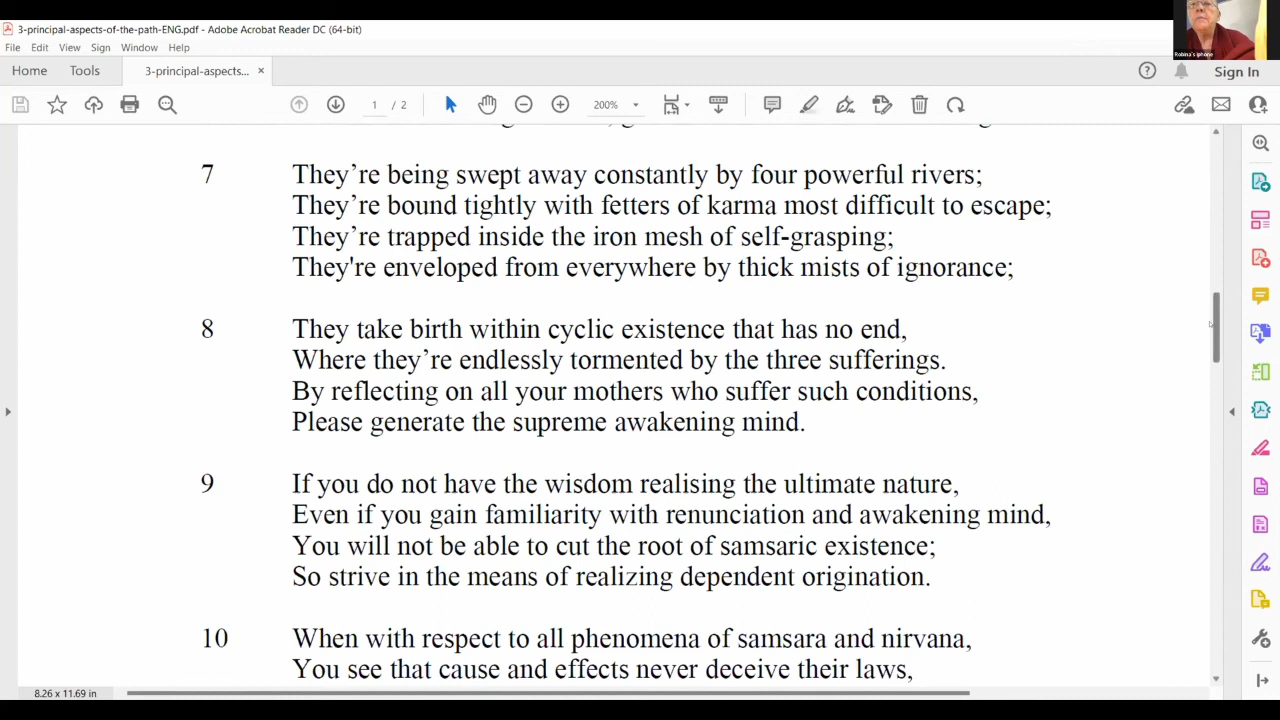 3-principal-aspects-of-the-path-ENG.pdf - Adobe Acrobat Reader DC (64-bit)
File Edit View Sign Window Help
Home Tools 3-principal-aspects... × Sign In
1 / 2 200%
Robina's iphone
7 They’re being swept away constantly by four powerful rivers;
They’re bound tightly with fetters of karma most difficult to escape;
They’re trapped inside the iron mesh of self-grasping;
They're enveloped from everywhere by thick mists of ignorance;
8 They take birth within cyclic existence that has no end,
Where they’re endlessly tormented by the three sufferings.
By reflecting on all your mothers who suffer such conditions,
Please generate the supreme awakening mind.
9 If you do not have the wisdom realising the ultimate nature,
Even if you gain familiarity with renunciation and awakening mind,
You will not be able to cut the root of samsaric existence;
So strive in the means of realizing dependent origination.
10 When with respect to all phenomena of samsara and nirvana,
You see that cause and effects never deceive their laws,
8.26 x 11.69 in